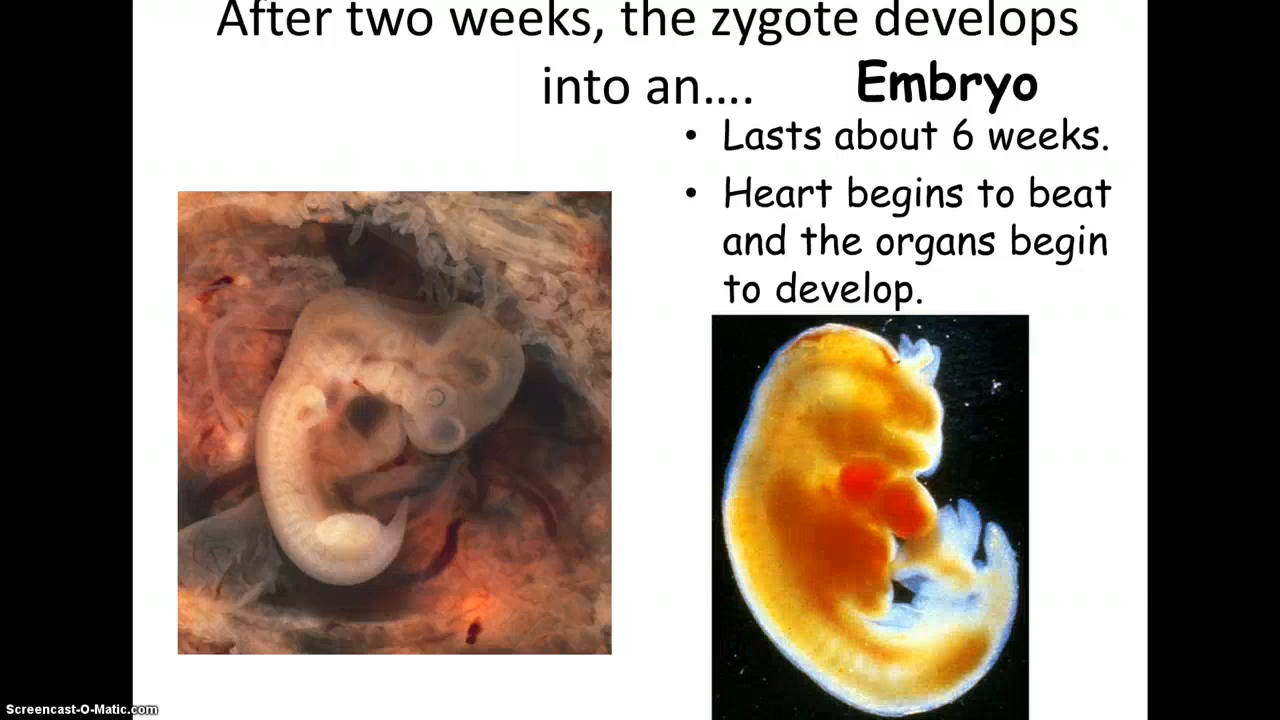 After two weeks, the zygote develops
into an.... Embryo
• Lasts about 6 weeks.
• Heart begins to beat
and the organs begin
to develop.
Screencast-O-Matic.com